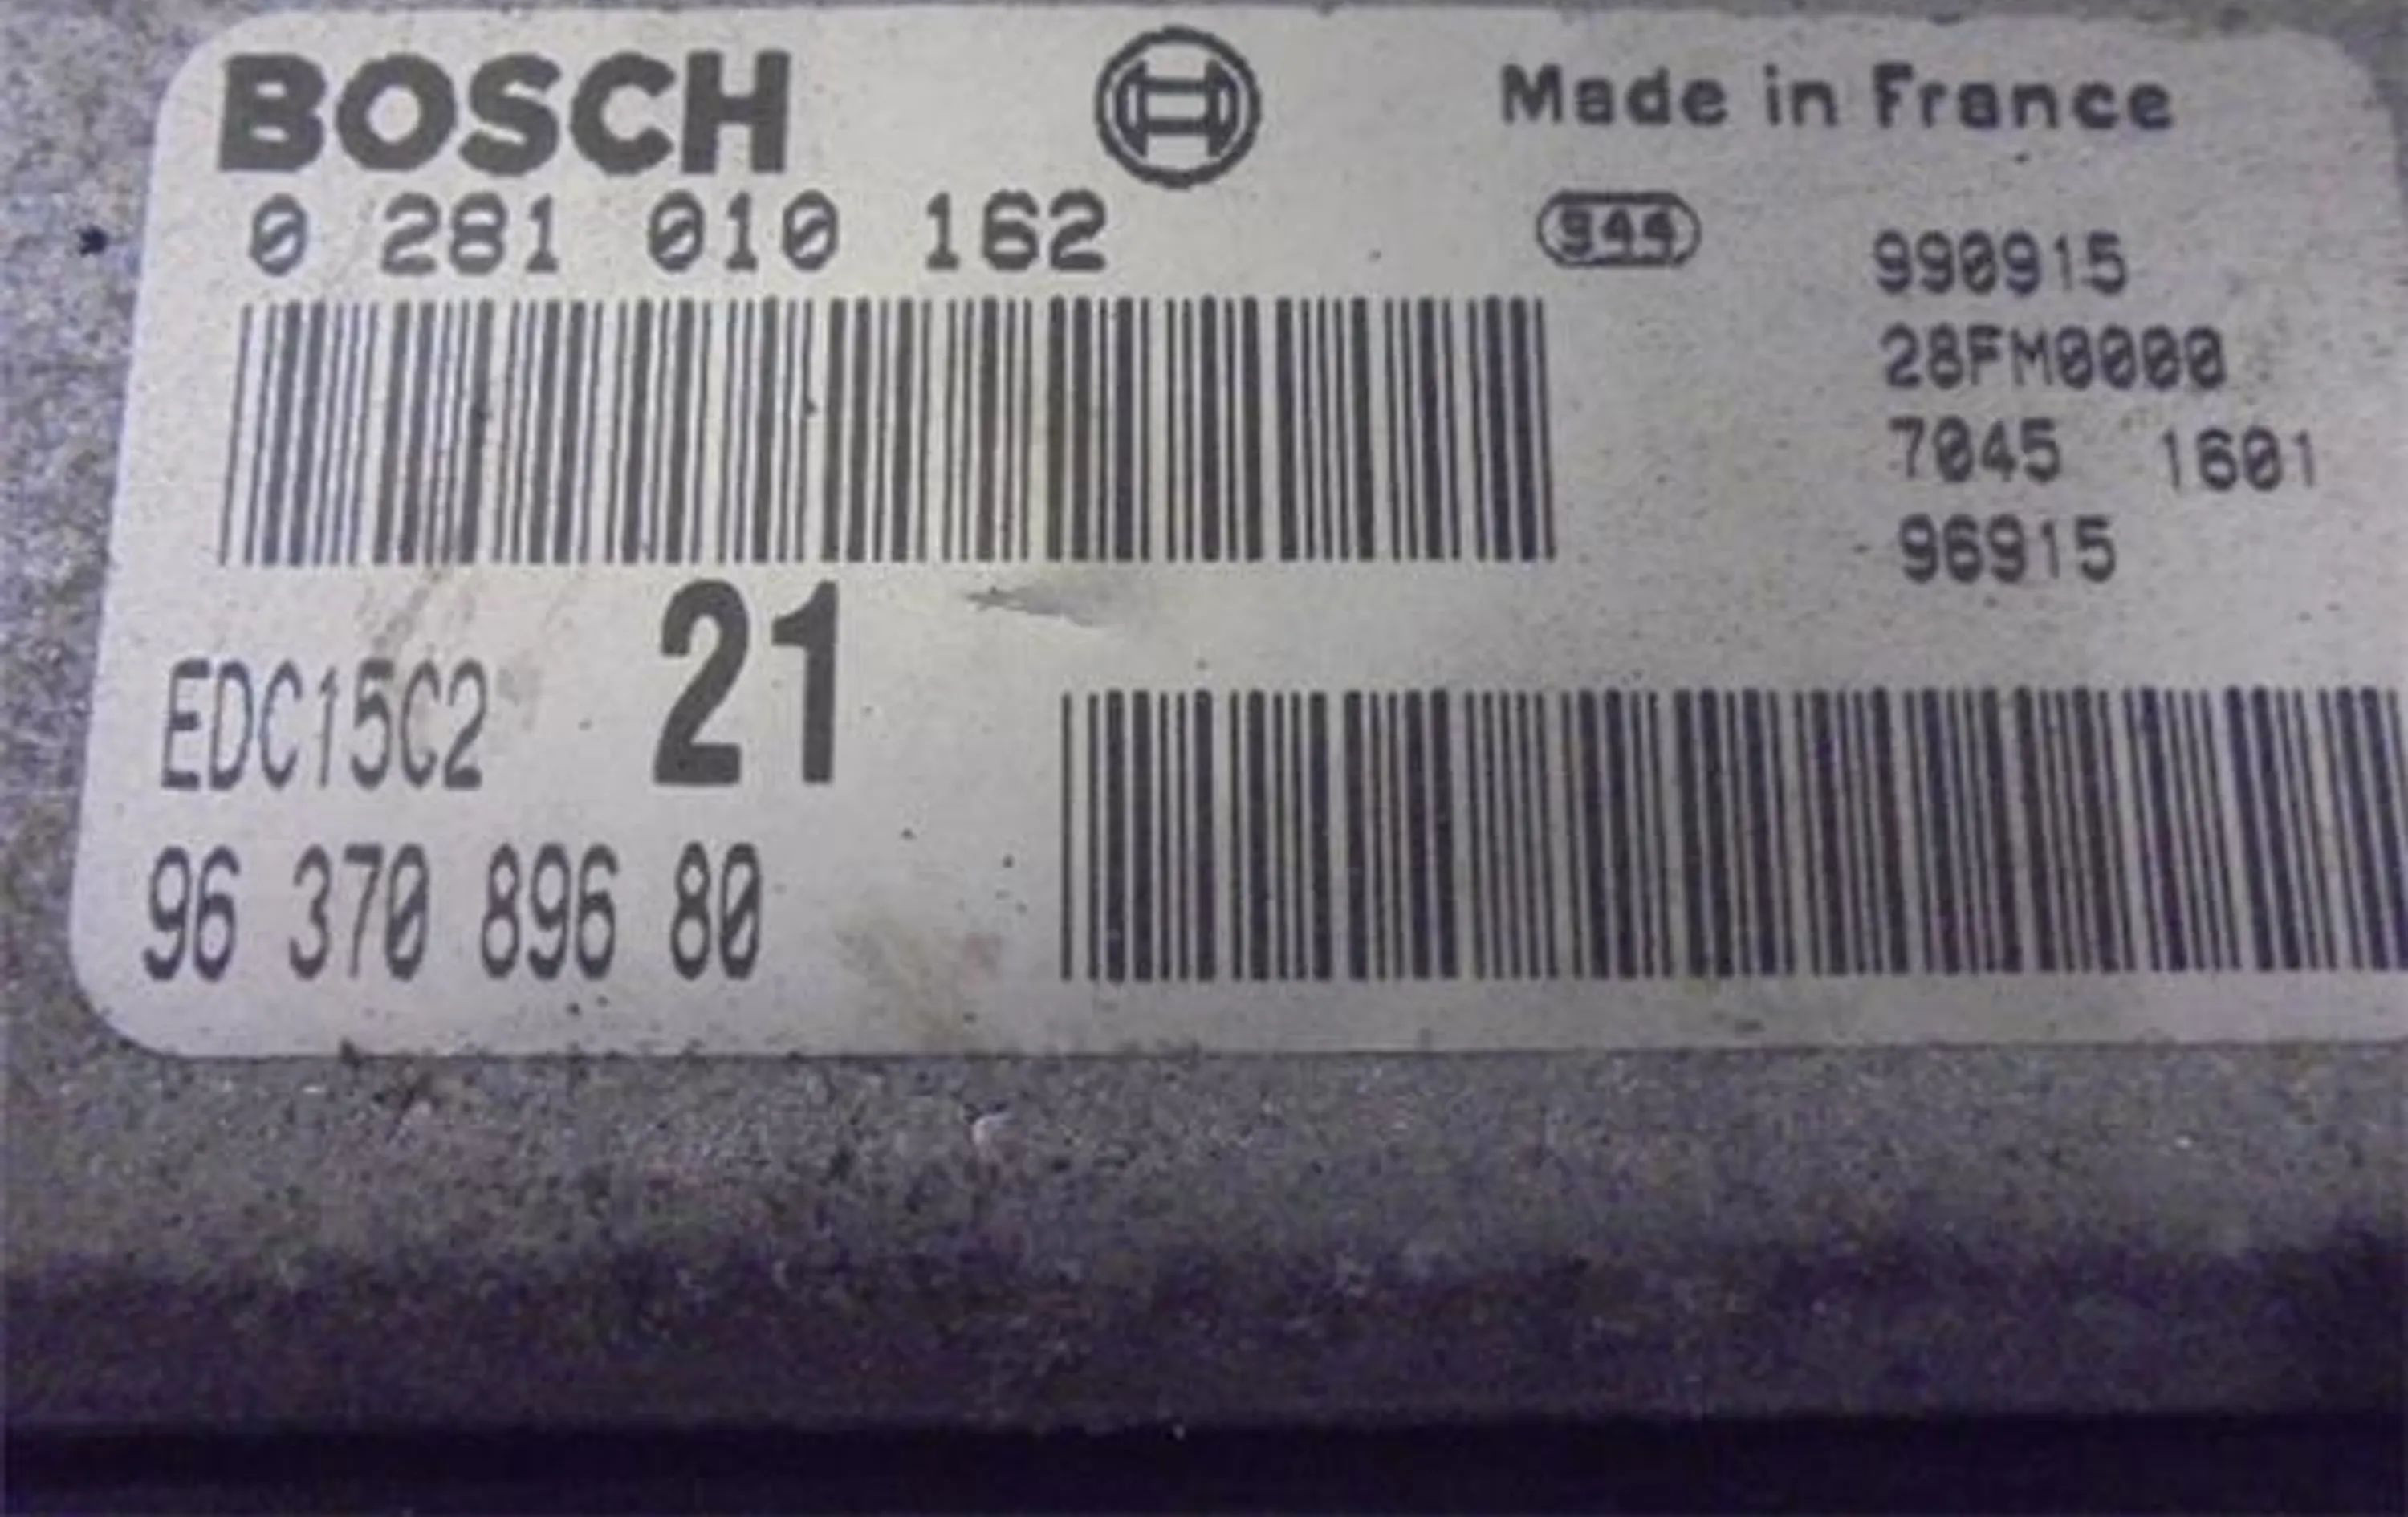 BOSCH
Made in France
0 281 010 162
944
990915
28FM0000
7045 1601
96915
EDC15C2 21
96 370 896 80